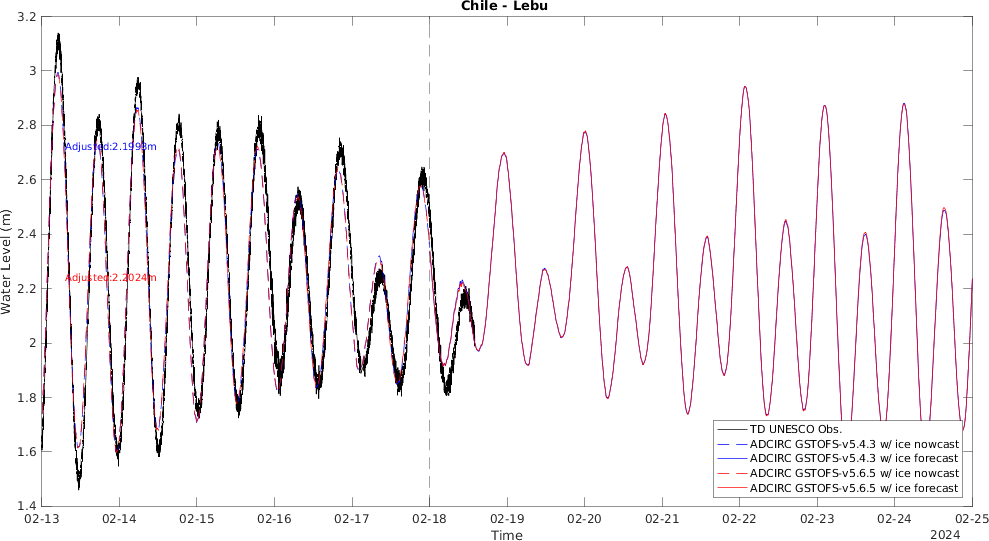 Chile - Lebu
3.2
3
2.8
2.6
2.4
2.2
2
1.8
1.6
1.4
Water Level (m)
Adjusted:2.1993m
Adjusted:2.2024m
TD UNESCO Obs.
ADCIRC GSTOFS-v5.4.3 w/ ice nowcast
ADCIRC GSTOFS-v5.4.3 w/ ice forecast
ADCIRC GSTOFS-v5.6.5 w/ ice nowcast
ADCIRC GSTOFS-v5.6.5 w/ ice forecast
02-13 02-14 02-15 02-16 02-17 02-18 02-19 02-20 02-21 02-22 02-23 02-24 02-25
Time
2024